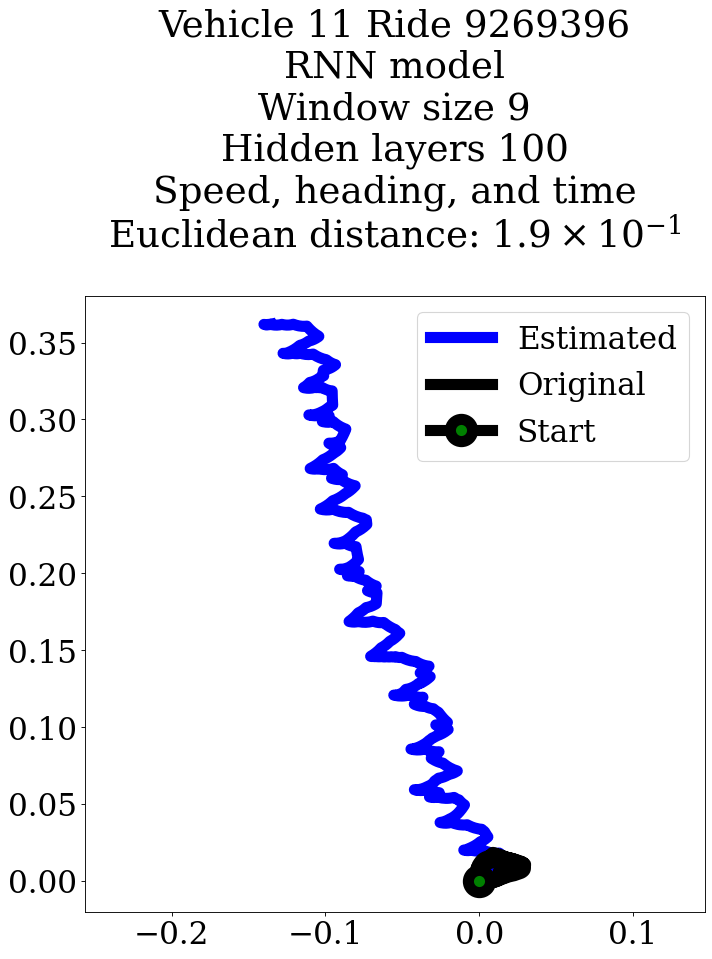 Vehicle 11 Ride 9269396
RNN model
Window size 9
Hidden layers 100
Speed, heading, and time
Euclidean distance: 1.9 × 10⁻¹
Estimated
Original
Start
0.35
0.30
0.25
0.20
0.15
0.10
0.05
0.00
−0.2 −0.1 0.0 0.1